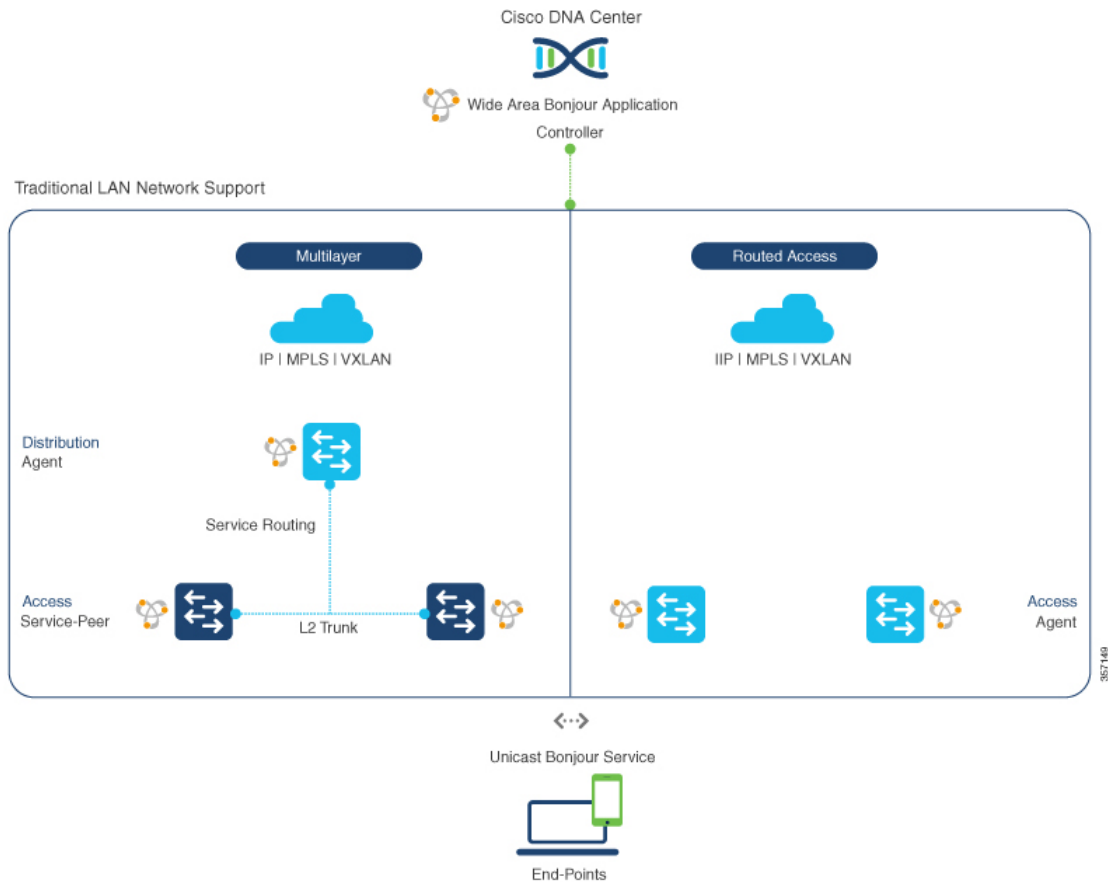 Cisco DNA Center
Wide Area Bonjour Application
Controller
Traditional LAN Network Support
Multilayer
Routed Access
IP | MPLS | VXLAN
IIP | MPLS | VXLAN
Distribution
Agent
Service Routing
Access
Service-Peer
L2 Trunk
Access
Agent
357149
Unicast Bonjour Service
End-Points